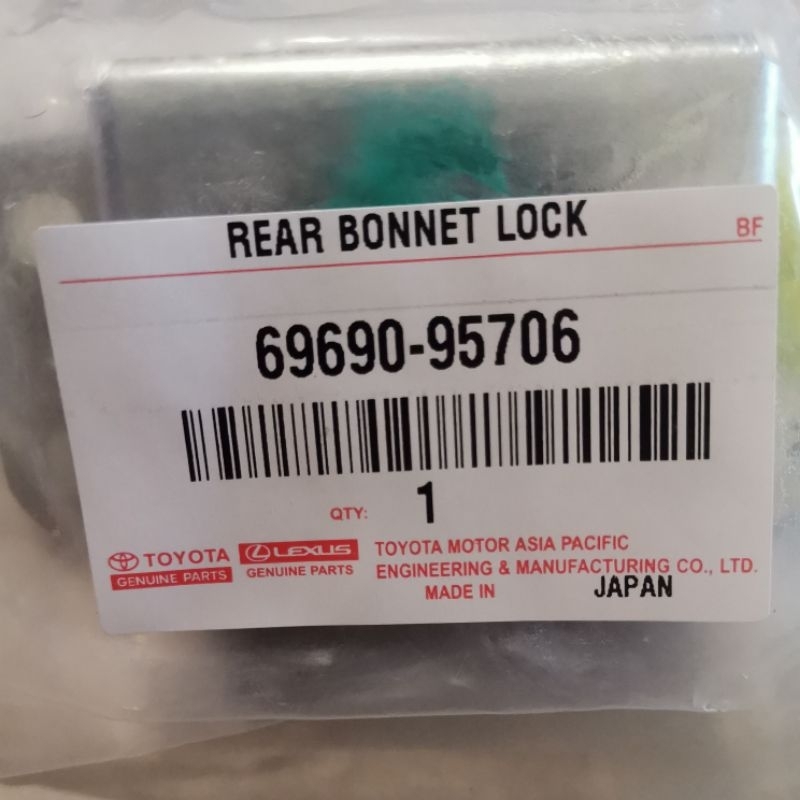 REAR BONNET LOCK
BF
69690-95706
QTY: 1
TOYOTA
GENUINE PARTS
LEXUS
GENUINE PARTS
TOYOTA MOTOR ASIA PACIFIC
ENGINEERING & MANUFACTURING CO., LTD.
MADE IN JAPAN